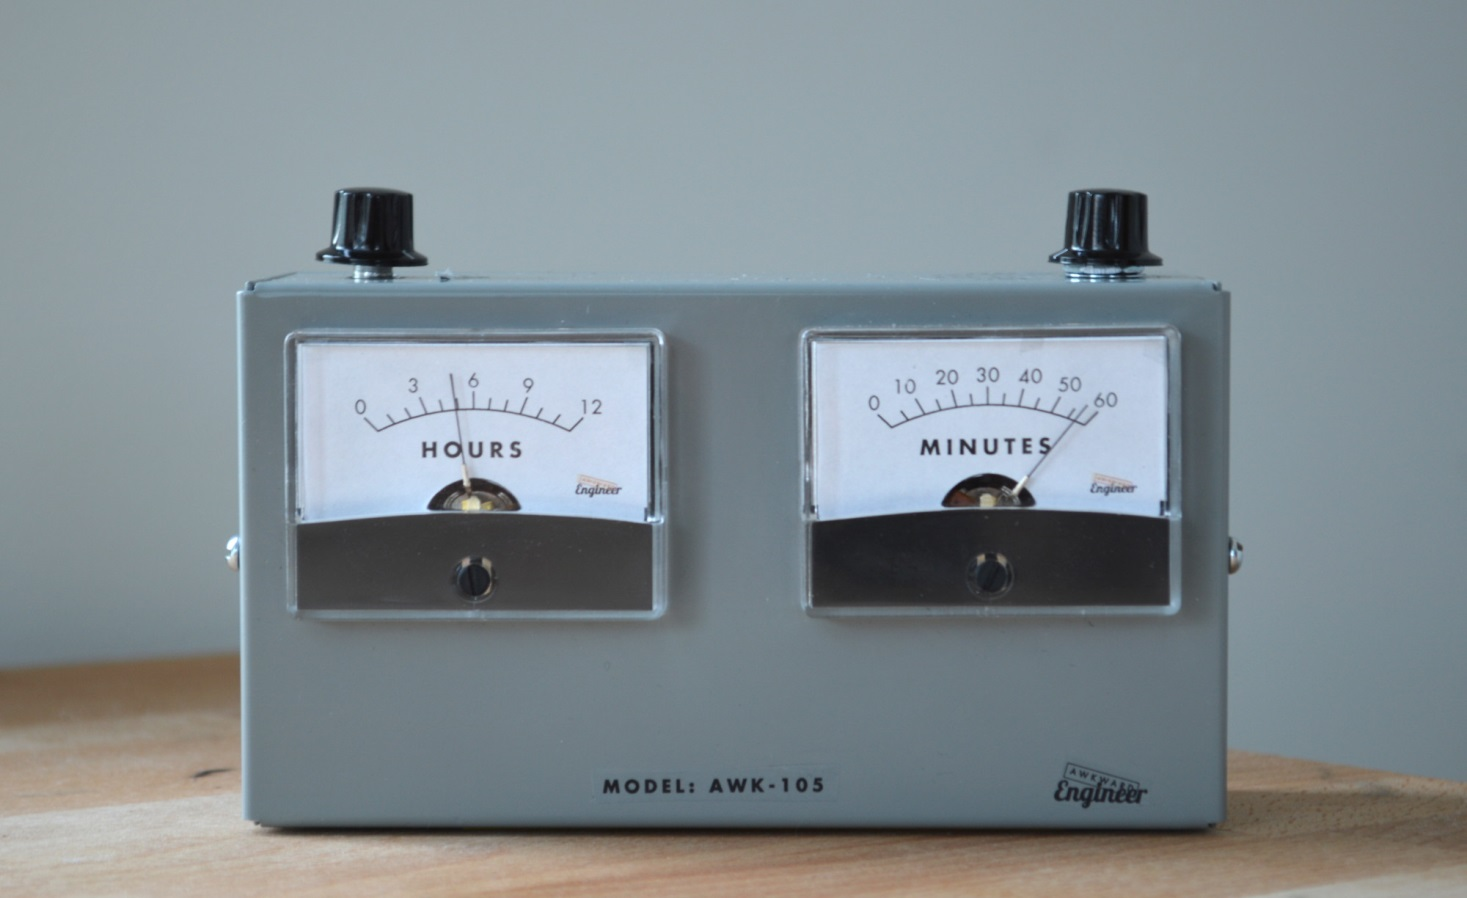 0 3 6 9 12
HOURS
Engineer
0 10 20 30 40 50 60
MINUTES
Engineer
MODEL: AWK-105
AWKWARD
Engineer